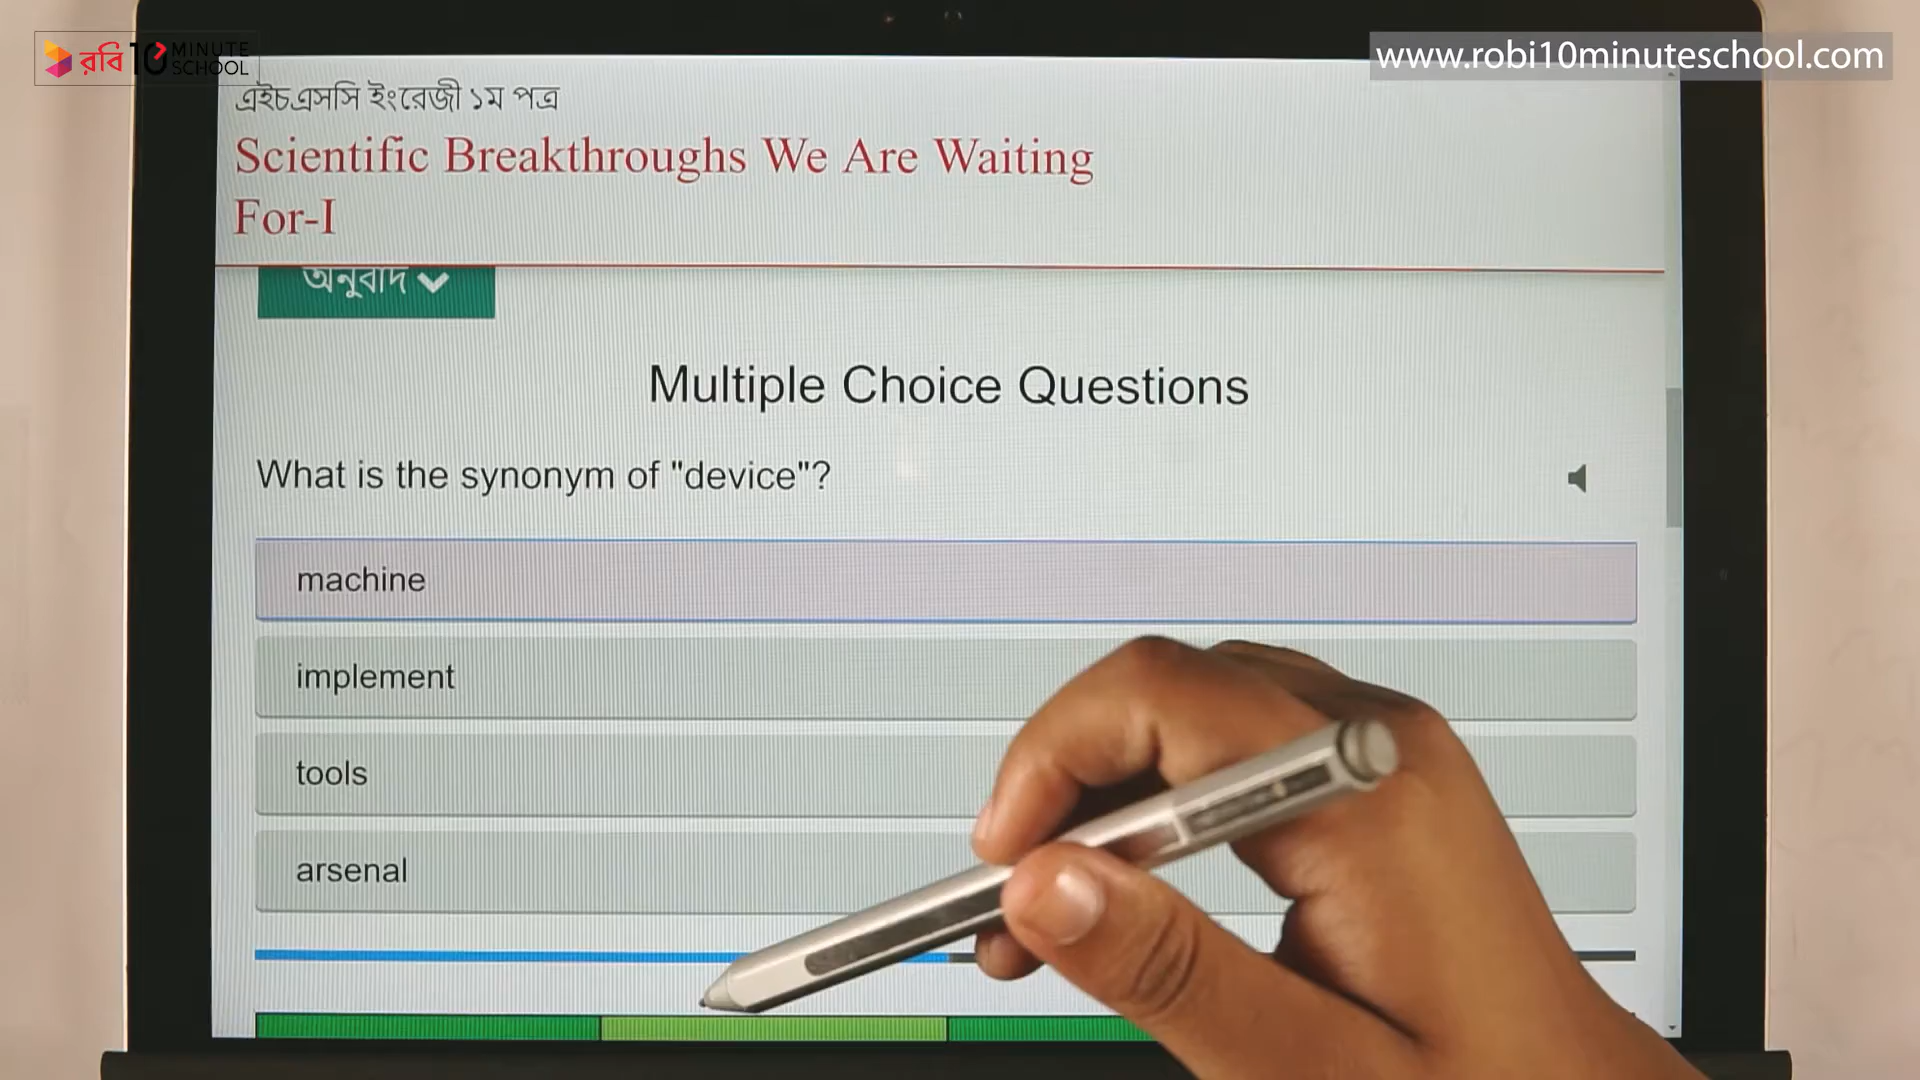 রবি 10 MINUTE SCHOOL
www.robi10minuteschool.com
এইচএসসি ইংরেজী ১ম পত্র
Scientific Breakthroughs We Are Waiting
For-I
অনুবাদ
Multiple Choice Questions
What is the synonym of "device"?
machine
implement
tools
arsenal